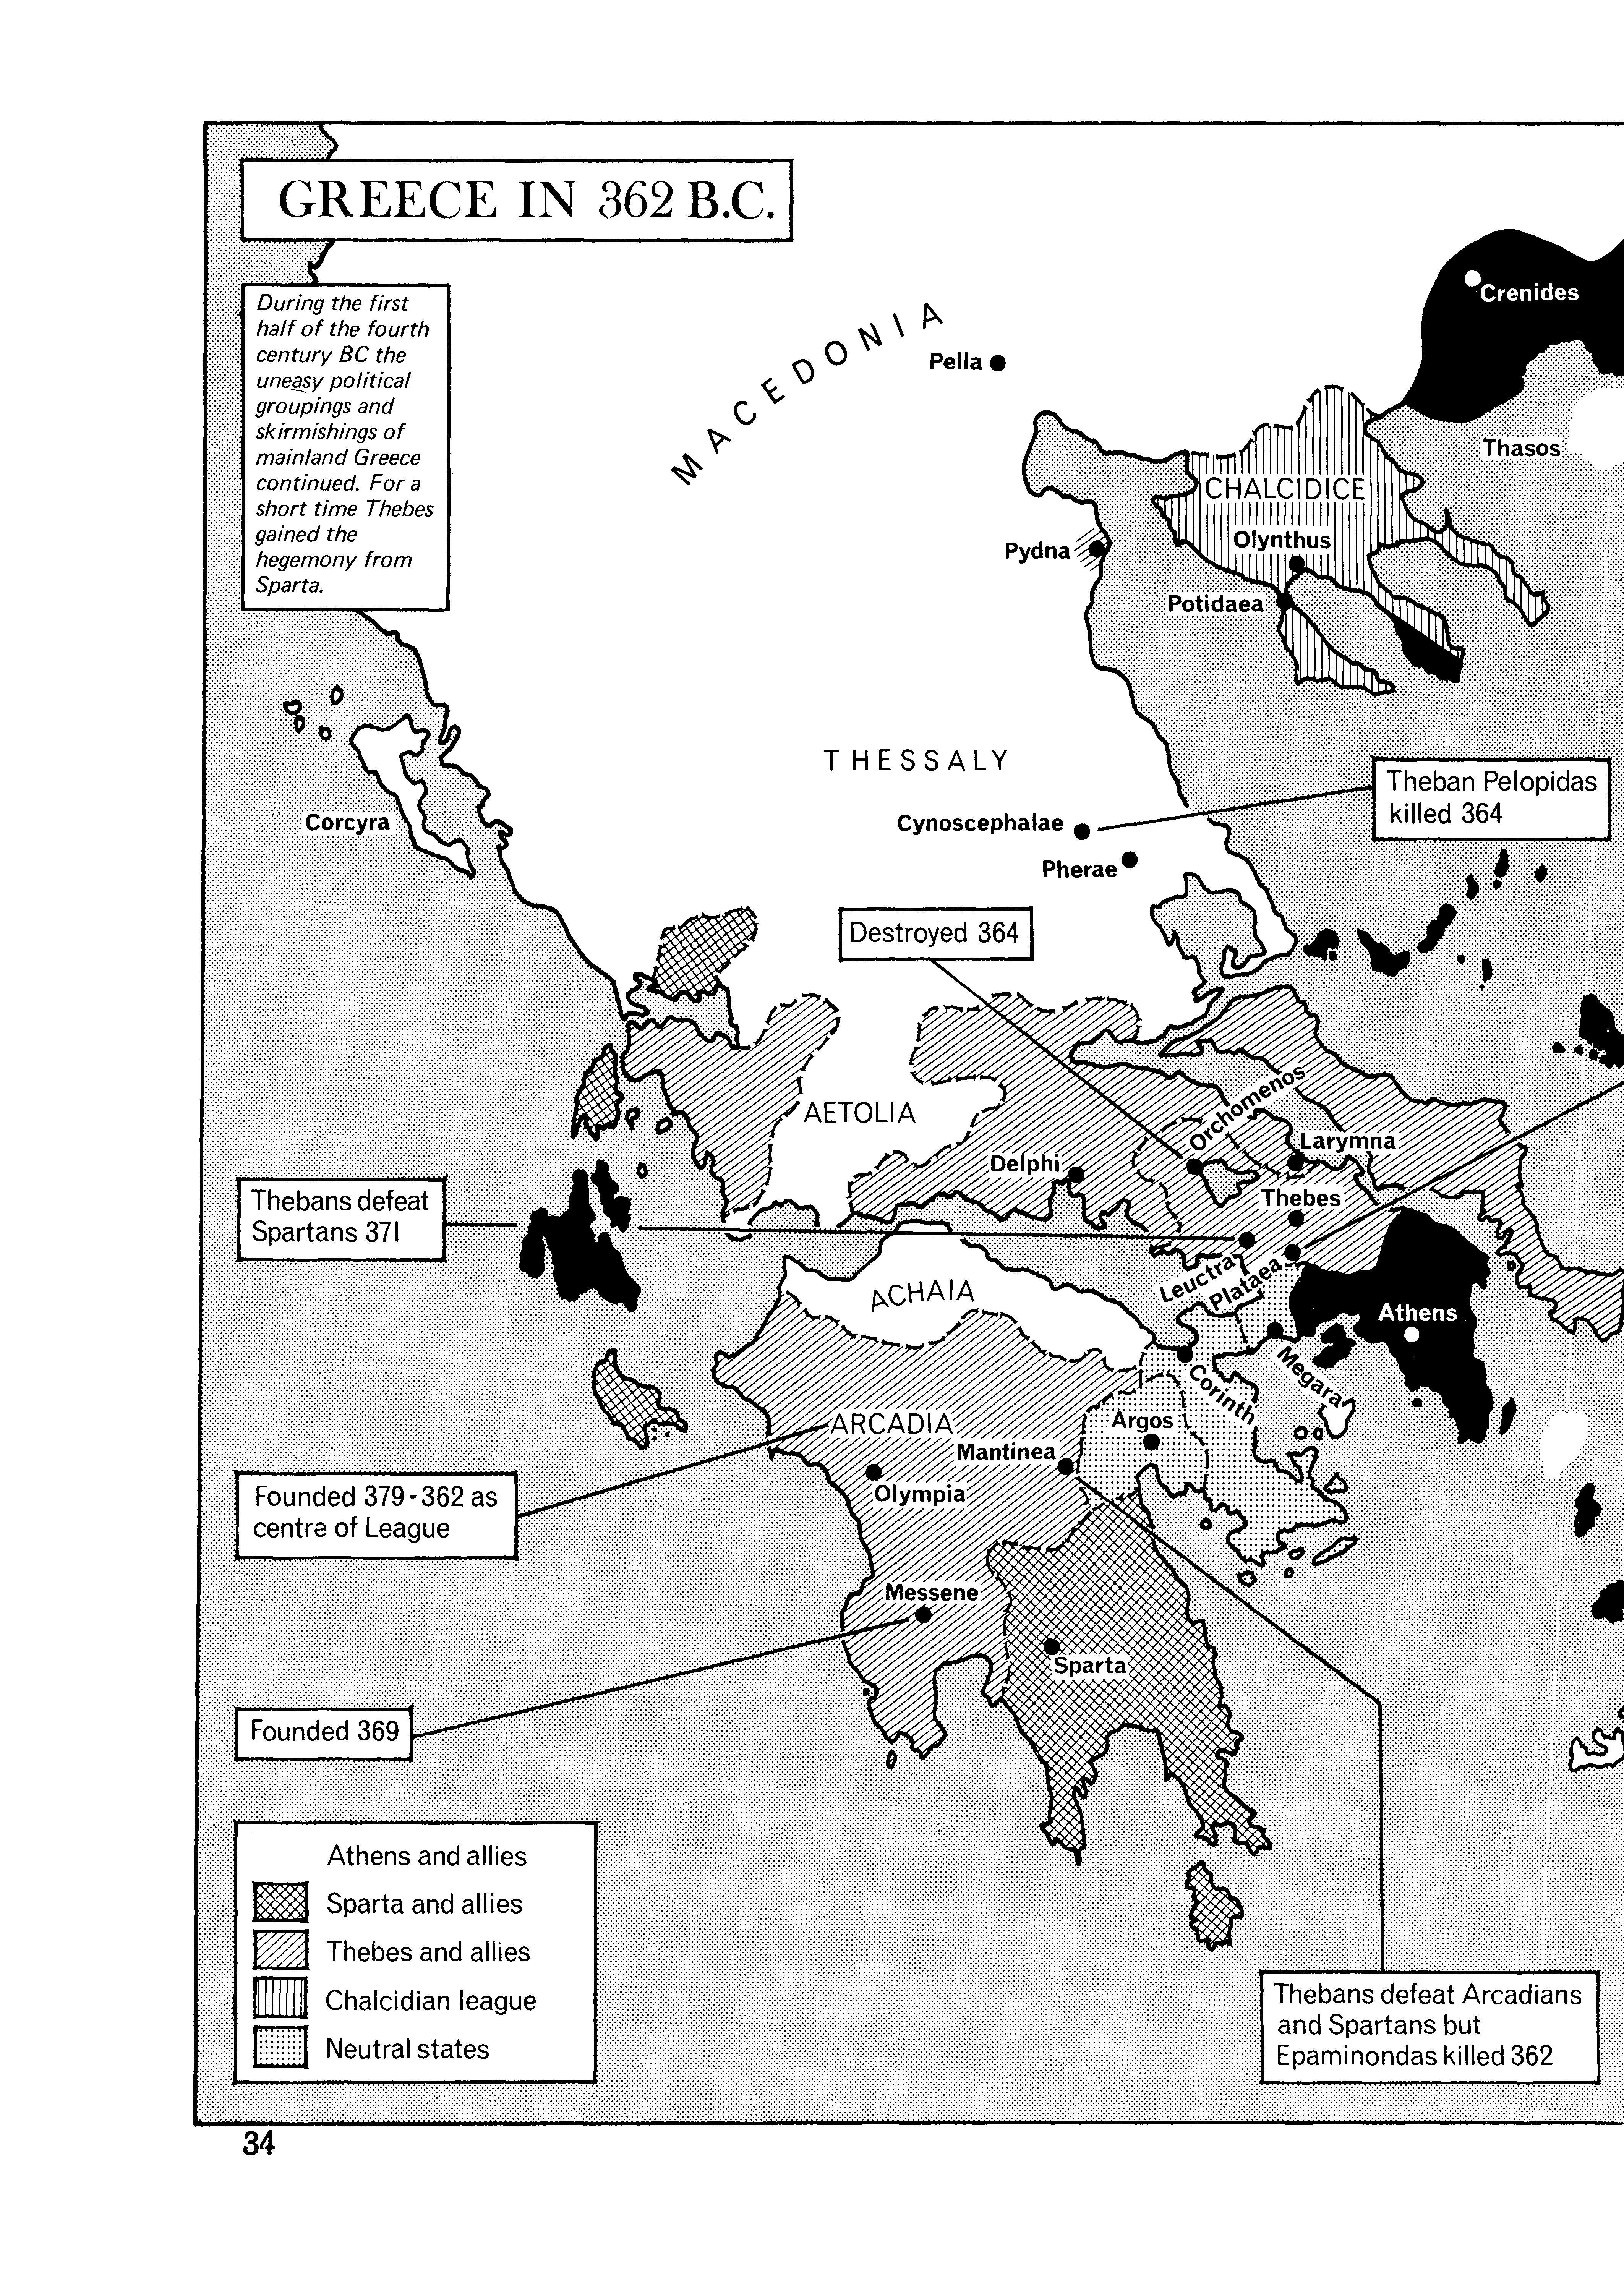 GREECE IN 362 B.C.
During the first
half of the fourth
century BC the
uneasy political
groupings and
skirmishings of
mainland Greece
continued. For a
short time Thebes
gained the
hegemony from
Sparta.
MACEDONIA
Pella
Crenides
Thasos
CHALCIDICE
Olynthus
Pydna
Potidaea
THESSALY
Theban Pelopidas
killed 364
Cynoscephalae
Pherae
Corcyra
Destroyed 364
AETOLIA
Orchomenos
Larymna
Delphi
Thebes
Thebans defeat
Spartans 371
Leuctra
Plataea
ACHAIA
Athens
Megara
Corinth
ARCADIA
Argos
Mantinea
Olympia
Founded 379-362 as
centre of League
Messene
Sparta
Founded 369
Athens and allies
Sparta and allies
Thebes and allies
Chalcidian league
Neutral states
Thebans defeat Arcadians
and Spartans but
Epaminondas killed 362
34